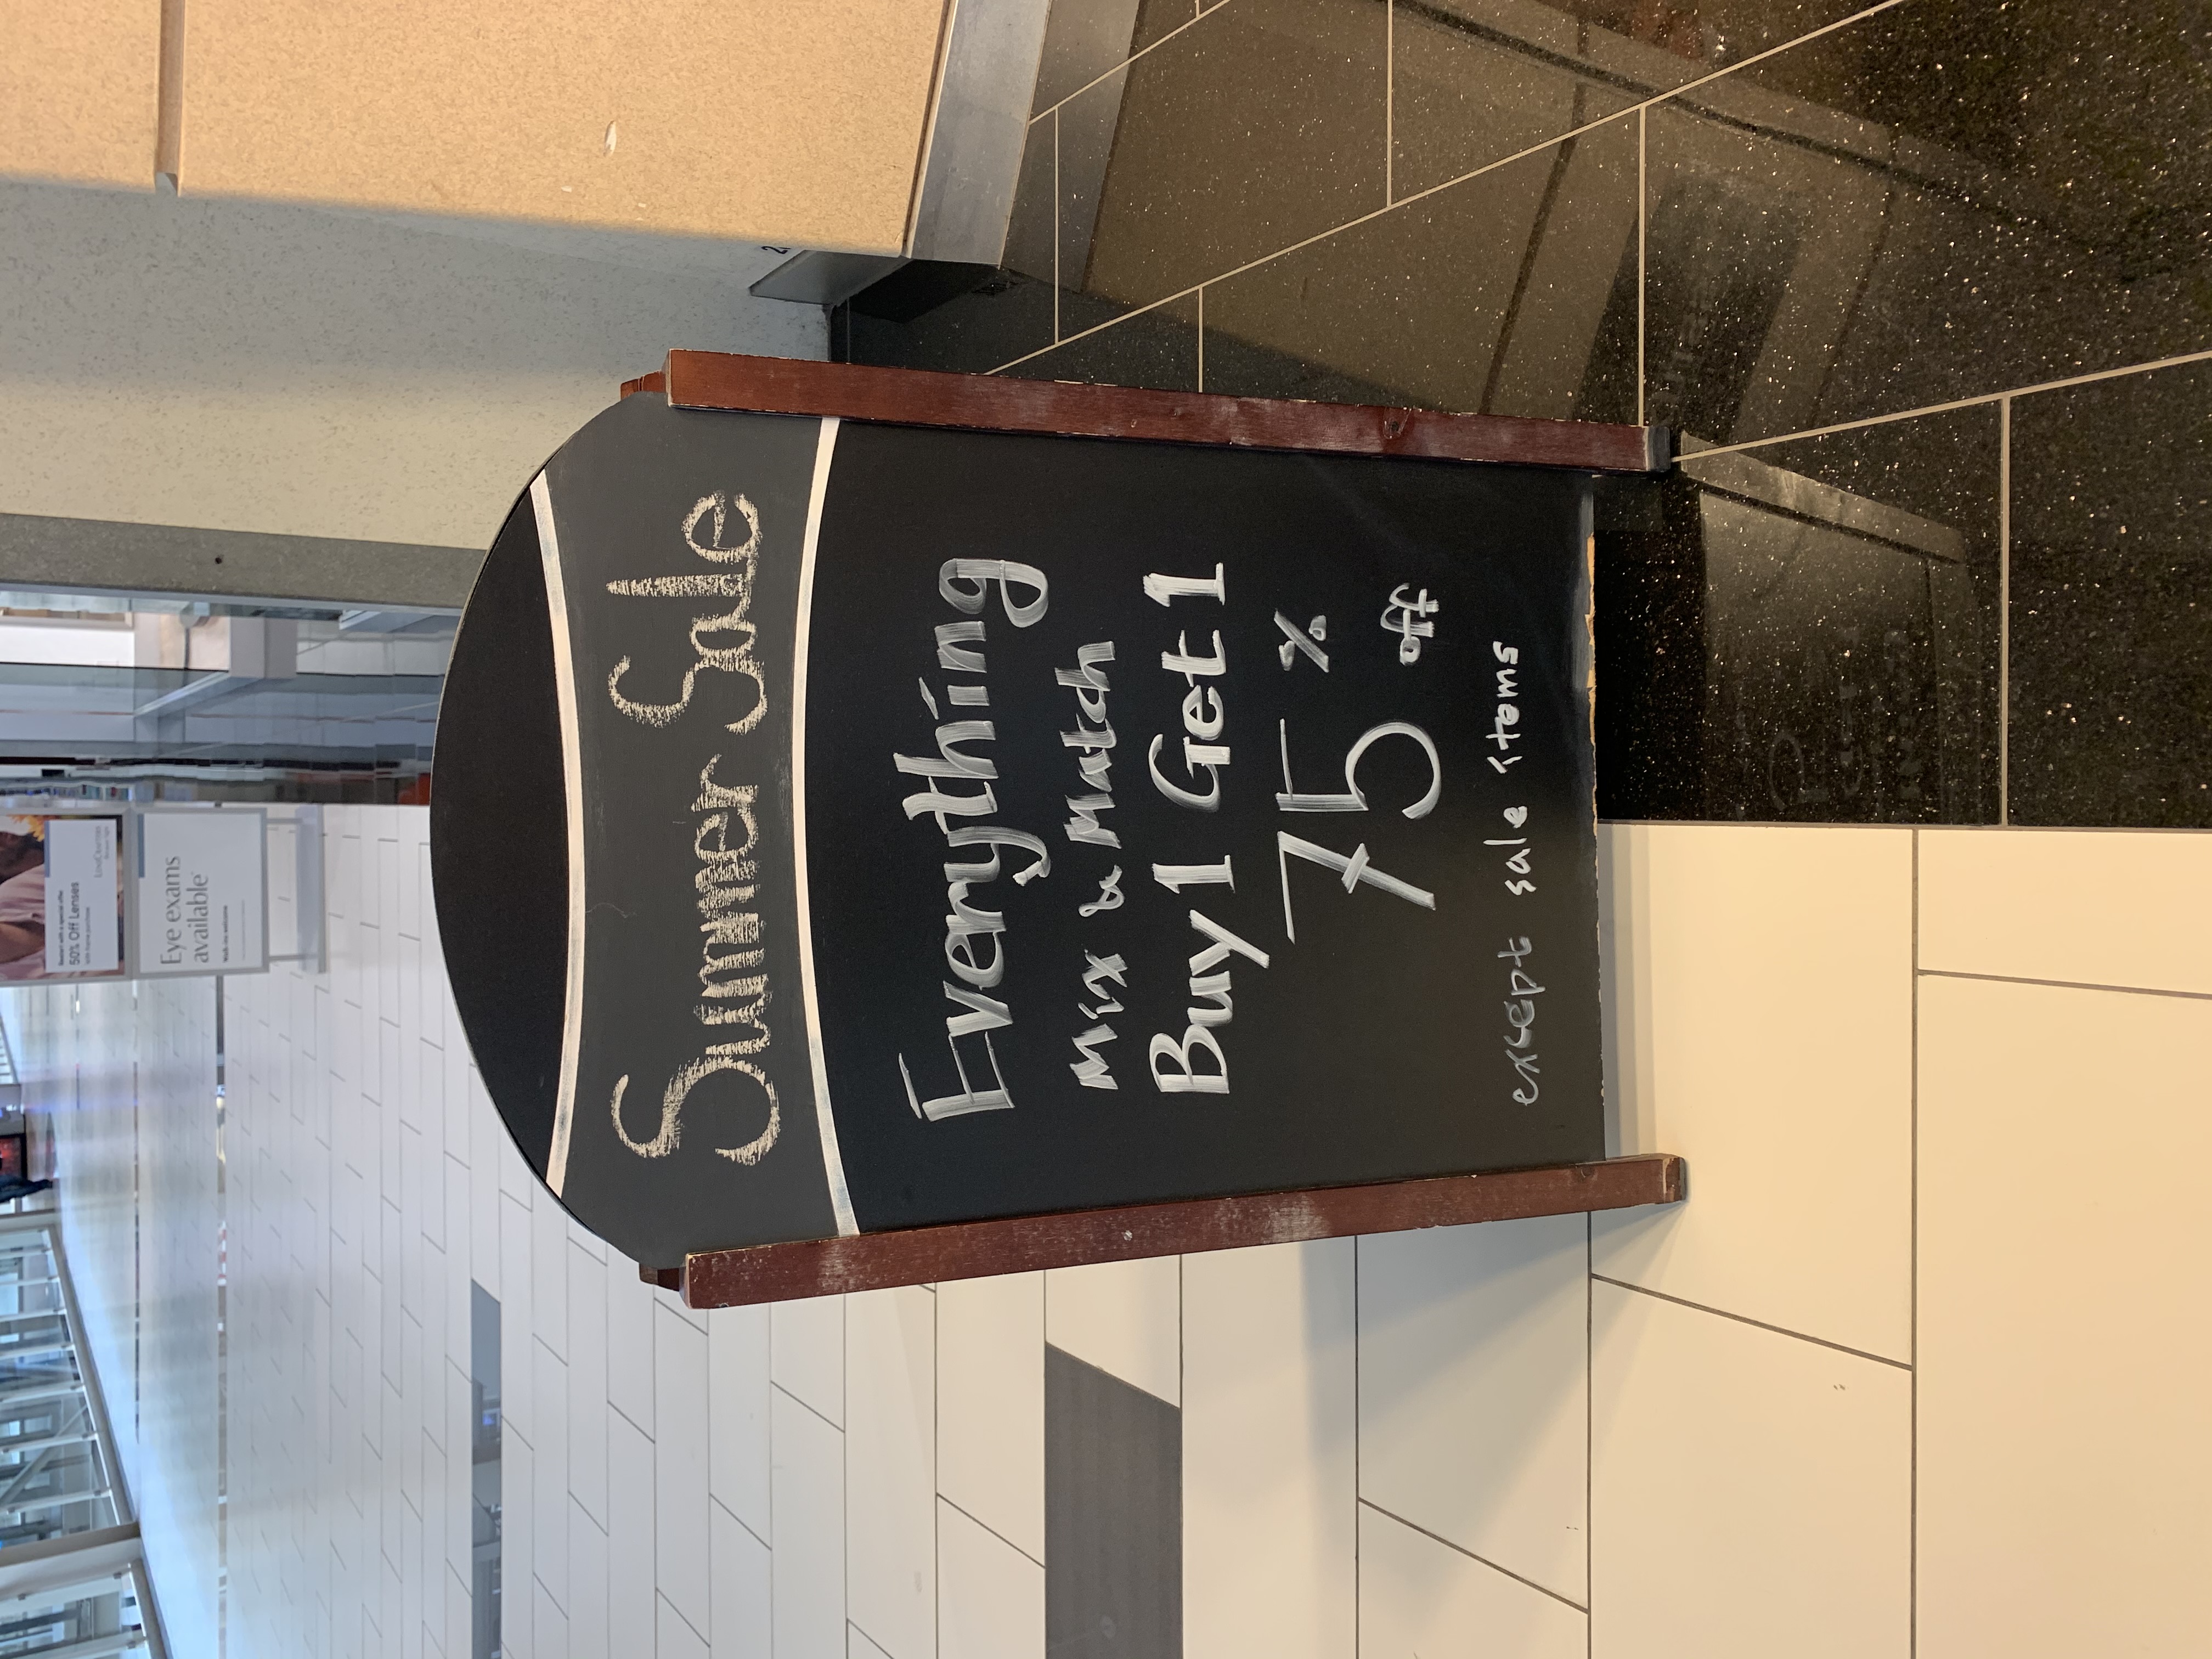 Summer Sale
Everything
Mix & Match
Buy 1 Get 1
75 %
off
except sale items
50% Off Lenses
LensCrafters
Eye exams
available